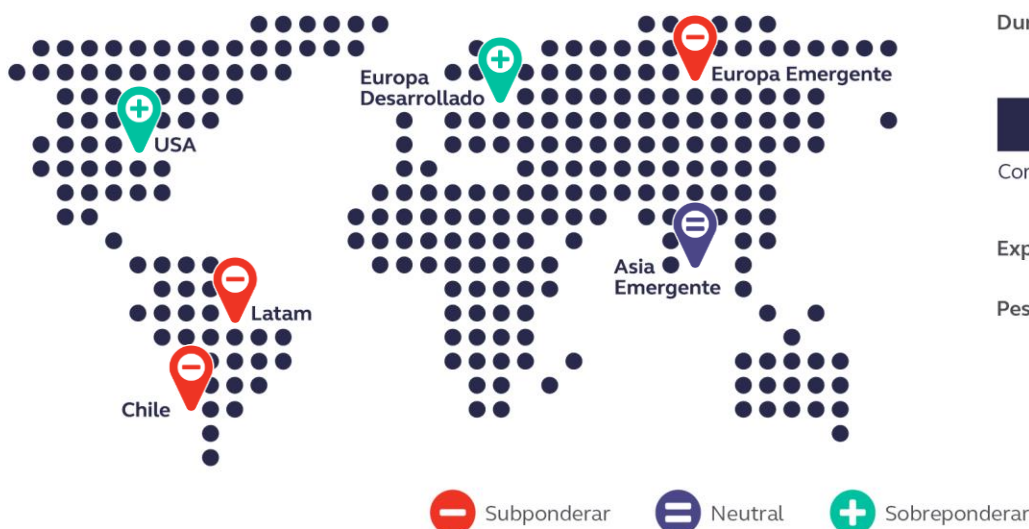 Europa
Desarrollado
Europa Emergente
USA
Asia
Emergente
Latam
Chile
Subponderar
Neutral
Sobreponderar